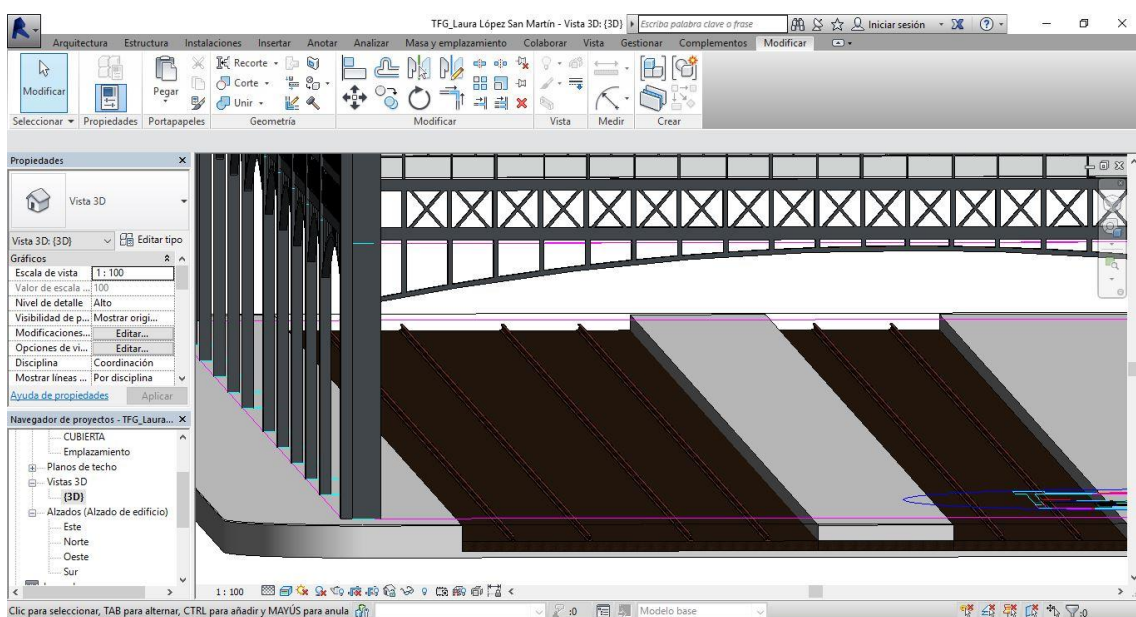 TFG_Laura López San Martín - Vista 3D: {3D}
Escriba palabra clave o frase
Iniciar sesión
Arquitectura Estructura Instalaciones Insertar Anotar Analizar Masa y emplazamiento Colaborar Vista Gestionar Complementos Modificar
Modificar
Pegar
Recorte
Corte
Unir
Seleccionar Propiedades Portapapeles Geometría Modificar Vista Medir Crear
Propiedades
Vista 3D
Vista 3D: {3D} Editar tipo
Gráficos
Escala de vista 1 : 100
Valor de escala ... 100
Nivel de detalle Alto
Visibilidad de p... Mostrar origi...
Modificaciones... Editar...
Opciones de vi... Editar...
Disciplina Coordinación
Mostrar líneas ... Por disciplina
Ayuda de propiedades Aplicar
Navegador de proyectos - TFG_Laura...
CUBIERTA
Emplazamiento
Planos de techo
Vistas 3D
{3D}
Alzados (Alzado de edificio)
Este
Norte
Oeste
Sur
1 : 100
Clic para seleccionar, TAB para alternar, CTRL para añadir y MAYÚS para anula
:0
Modelo base
:0